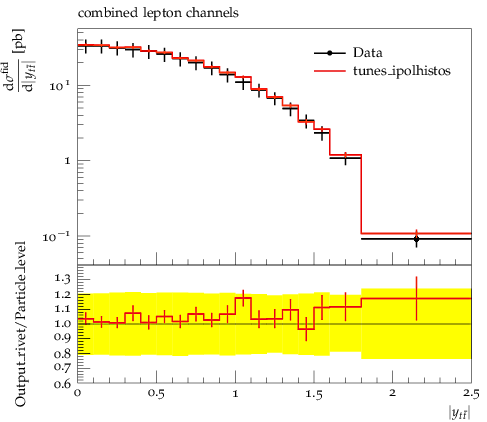 combined lepton channels
dσ^fid / d|y_tt̄| [pb]
Data
tunes_ipolhistos
10^1
1
10^−1
Output_rivet/Particle_level
1.3
1.2
1.1
1.0
0.9
0.8
0.7
0.6
0 0.5 1 1.5 2 2.5
|y_tt̄|